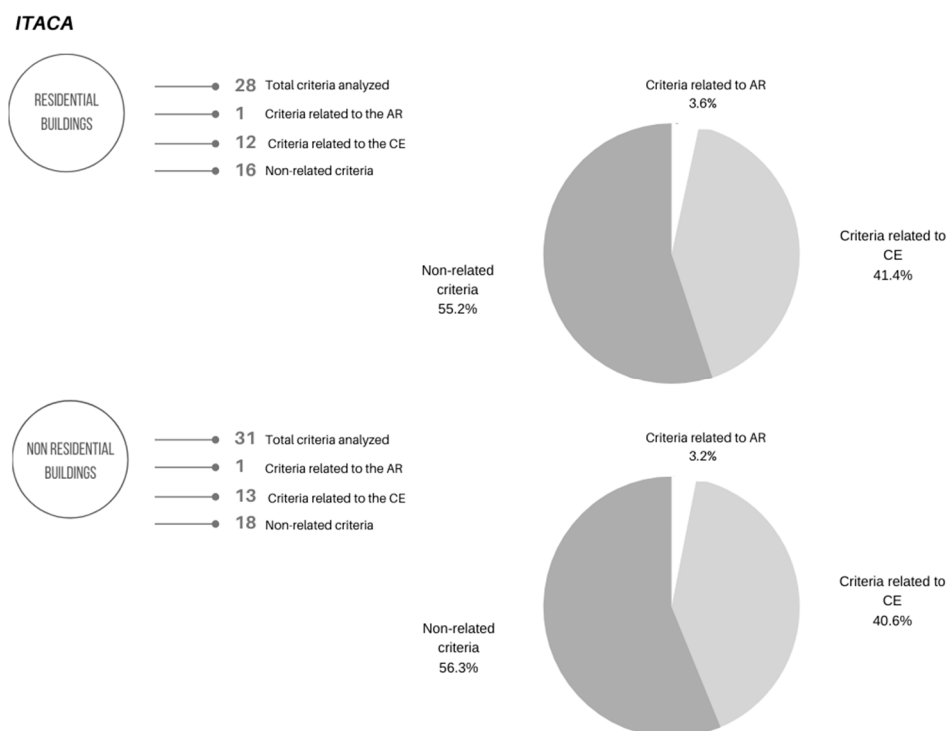 ITACA
RESIDENTIAL
BUILDINGS
28 Total criteria analyzed
1 Criteria related to the AR
12 Criteria related to the CE
16 Non-related criteria
Criteria related to AR
3.6%
Criteria related to
CE
41.4%
Non-related
criteria
55.2%
NON RESIDENTIAL
BUILDINGS
31 Total criteria analyzed
1 Criteria related to the AR
13 Criteria related to the CE
18 Non-related criteria
Criteria related to AR
3.2%
Criteria related to
CE
40.6%
Non-related
criteria
56.3%